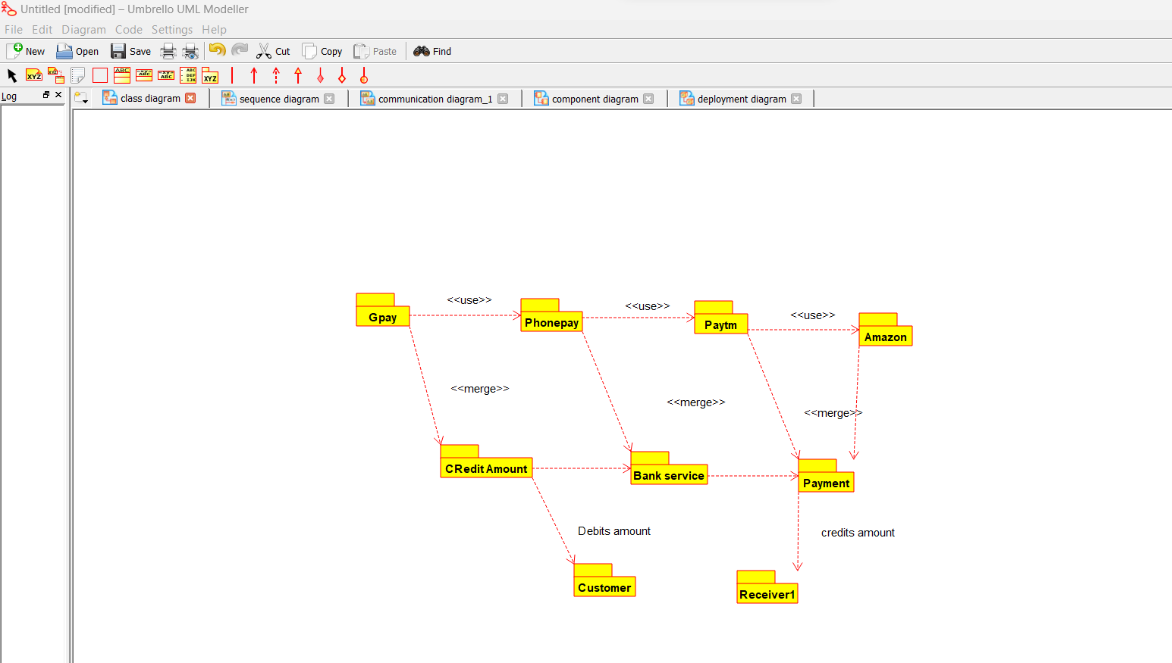 Untitled [modified] – Umbrello UML Modeller
File Edit Diagram Code Settings Help
New Open Save Cut Copy Paste Find
XYZ
XYZ
Log class diagram sequence diagram communication diagram_1 component diagram deployment diagram
<<use>> <<use>> <<use>>
Gpay Phonepay Paytm Amazon
<<merge>> <<merge>> <<merge>>
CRedit Amount Bank service Payment
Debits amount credits amount
Customer Receiver1